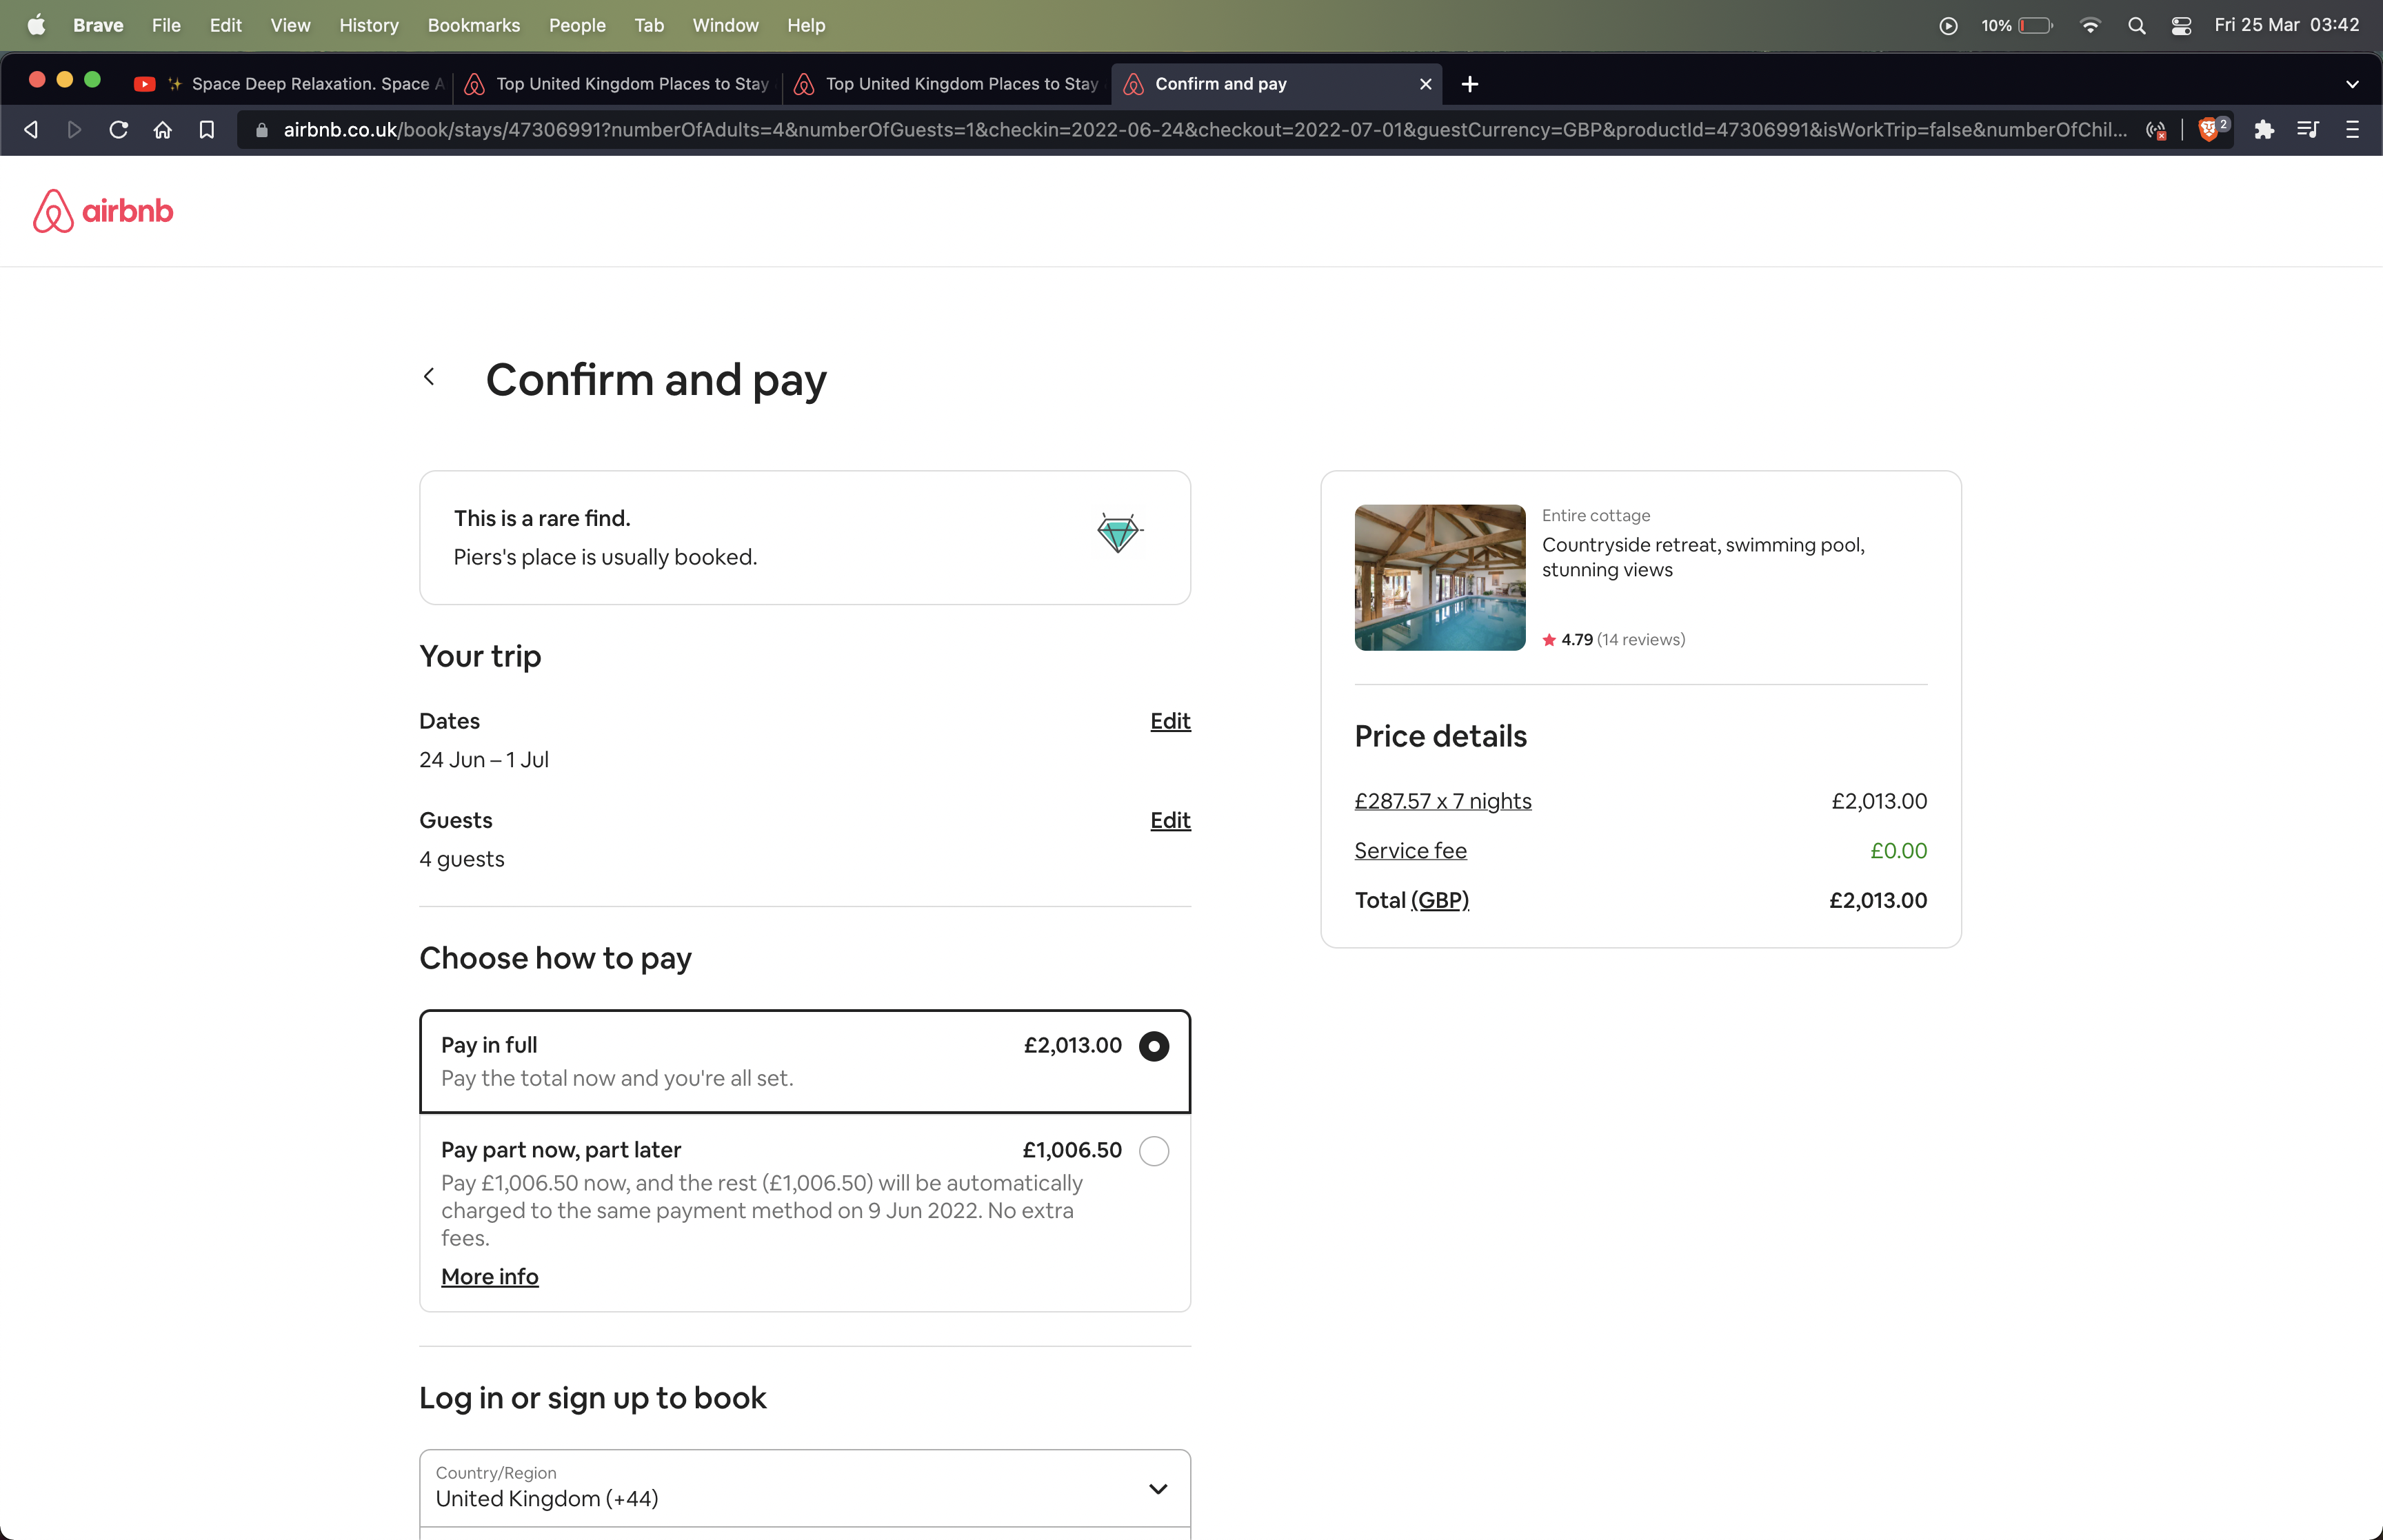 Brave File Edit View History Bookmarks People Tab Window Help 10% Fri 25 Mar 03:42
✨ Space Deep Relaxation. Space A Top United Kingdom Places to Stay Top United Kingdom Places to Stay Confirm and pay
airbnb.co.uk/book/stays/47306991?numberOfAdults=4&numberOfGuests=1&checkin=2022-06-24&checkout=2022-07-01&guestCurrency=GBP&productId=47306991&isWorkTrip=false&numberOfChil... 2
airbnb
Confirm and pay
This is a rare find.
Piers's place is usually booked.
Your trip
Dates Edit
24 Jun – 1 Jul
Guests Edit
4 guests
Choose how to pay
Pay in full £2,013.00
Pay the total now and you're all set.
Pay part now, part later £1,006.50
Pay £1,006.50 now, and the rest (£1,006.50) will be automatically
charged to the same payment method on 9 Jun 2022. No extra
fees.
More info
Log in or sign up to book
Country/Region
United Kingdom (+44)
Entire cottage
Countryside retreat, swimming pool,
stunning views
4.79 (14 reviews)
Price details
£287.57 x 7 nights £2,013.00
Service fee £0.00
Total (GBP) £2,013.00